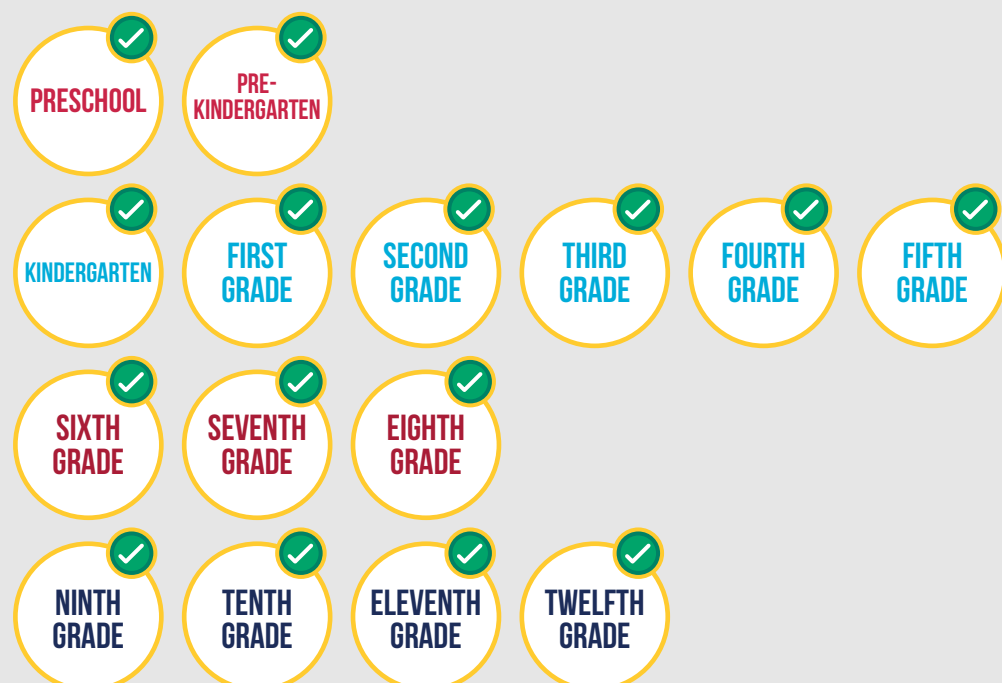 PRESCHOOL
PRE-
KINDERGARTEN
KINDERGARTEN
FIRST
GRADE
SECOND
GRADE
THIRD
GRADE
FOURTH
GRADE
FIFTH
GRADE
SIXTH
GRADE
SEVENTH
GRADE
EIGHTH
GRADE
NINTH
GRADE
TENTH
GRADE
ELEVENTH
GRADE
TWELFTH
GRADE